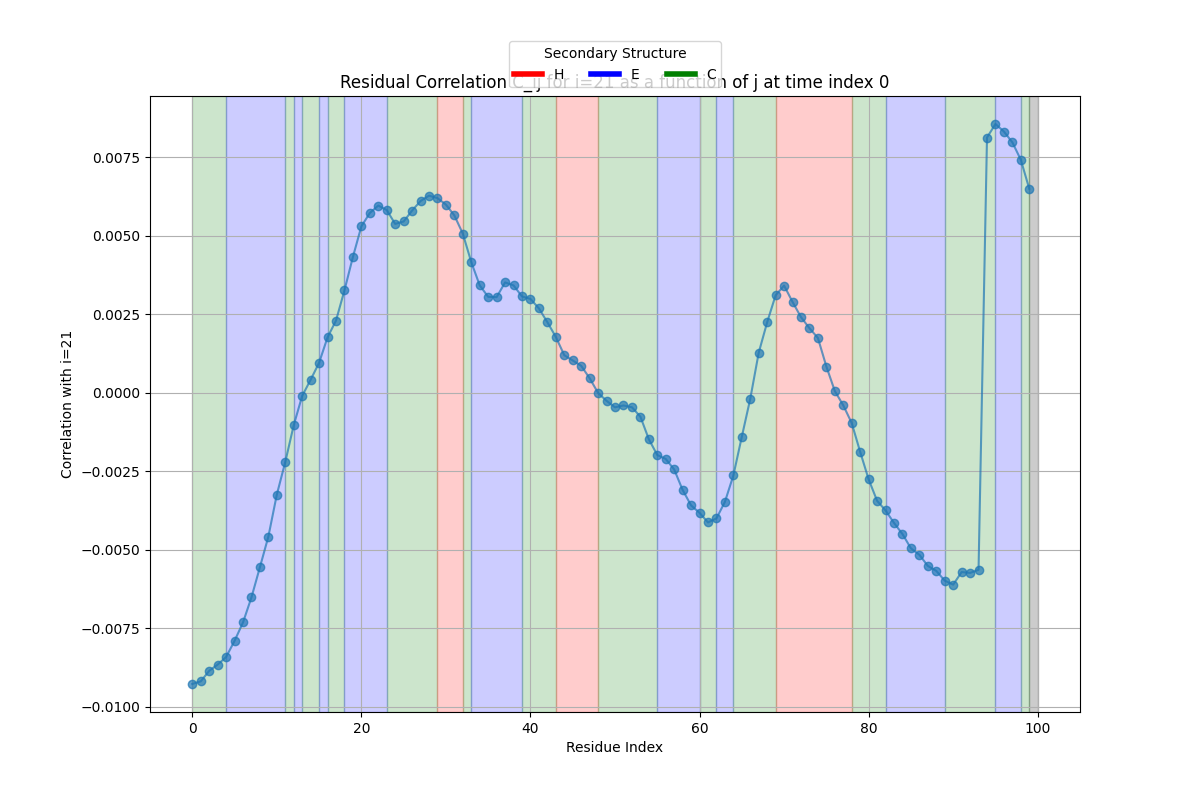 Secondary Structure
H E C
Residual Correlation C_ij for i=21 as a function of j at time index 0
0.0075
0.0050
0.0025
0.0000
−0.0025
−0.0050
−0.0075
−0.0100
Correlation with i=21
0 20 40 60 80 100
Residue Index